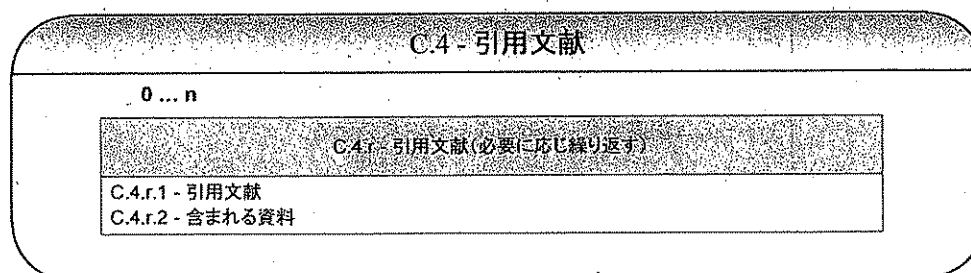 C.4 - 引用文献
0 ... n
C.4.r - 引用文献(必要に応じ繰り返す)
C.4.r.1 - 引用文献
C.4.r.2 - 含まれる資料